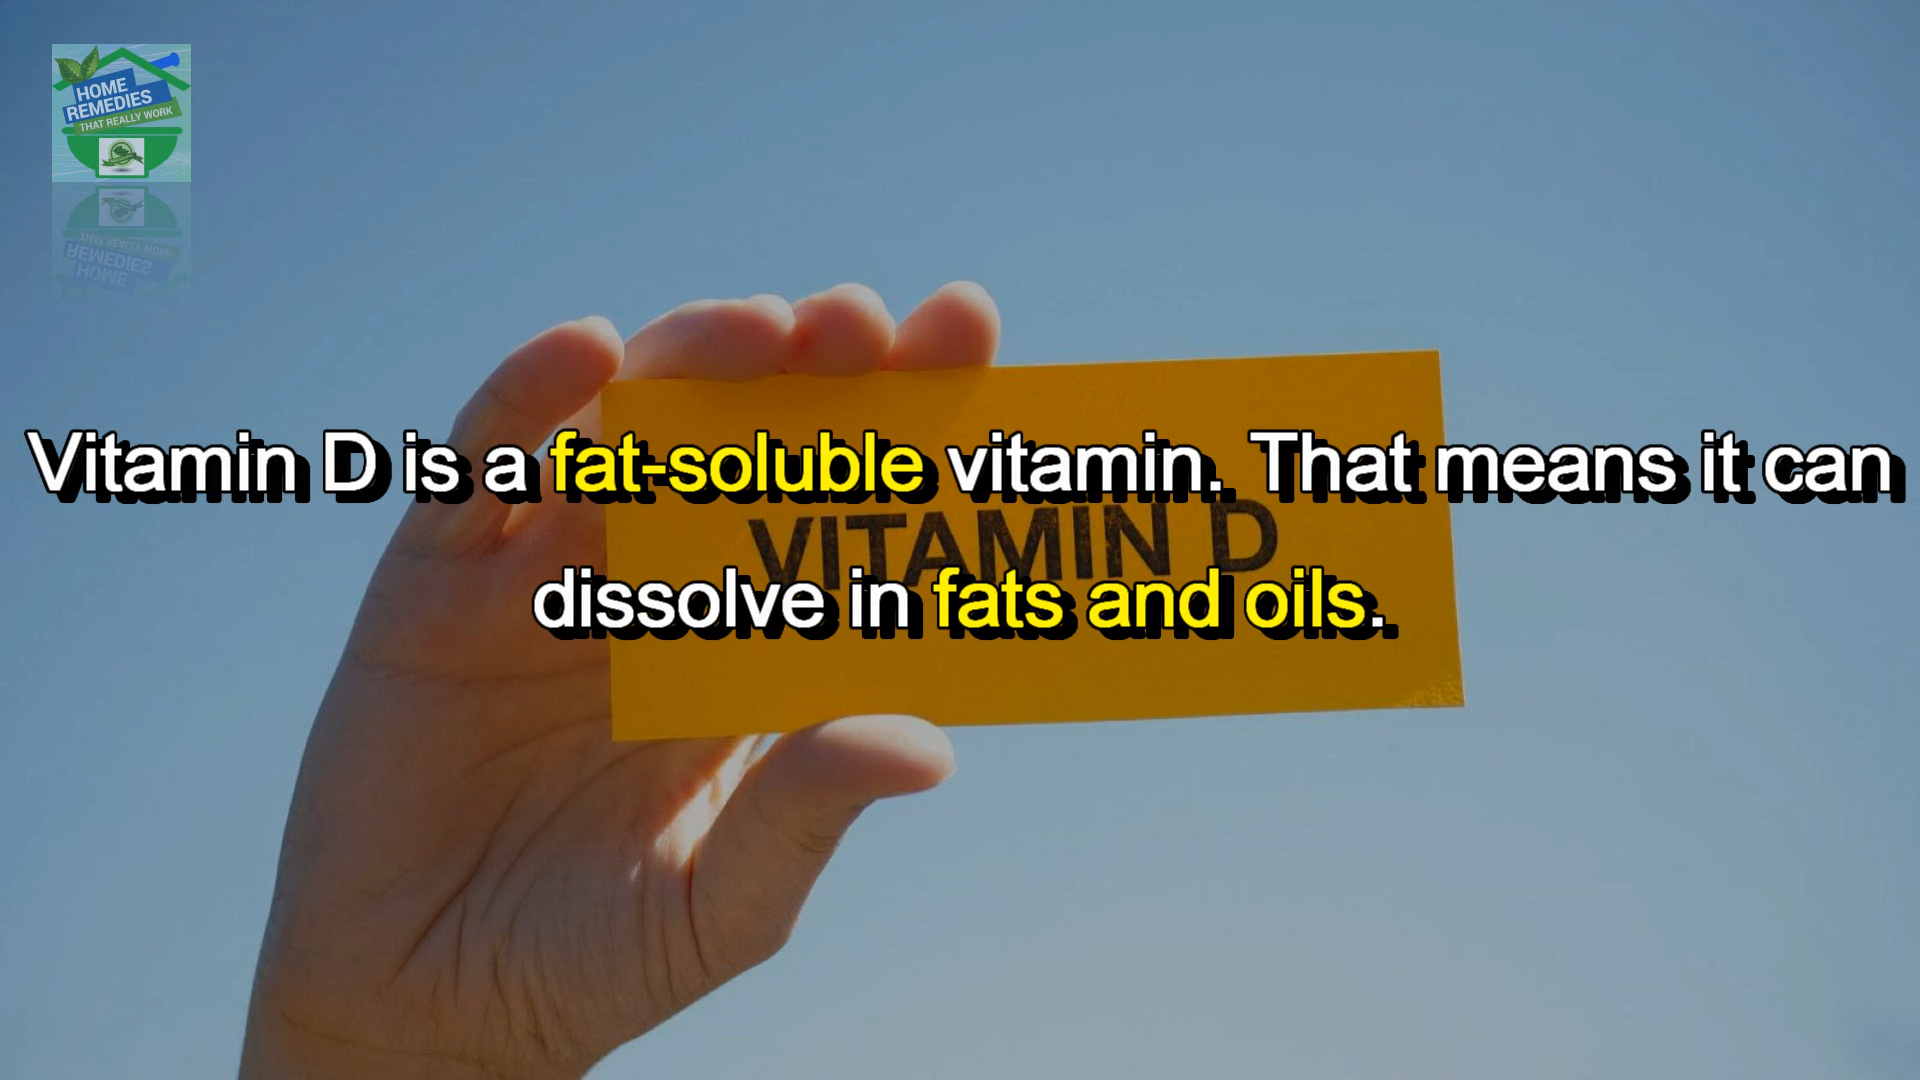 HOME
REMEDIES
THAT REALLY WORK
Vitamin D is a fat-soluble vitamin. That means it can
VITAMIN D
dissolve in fats and oils.